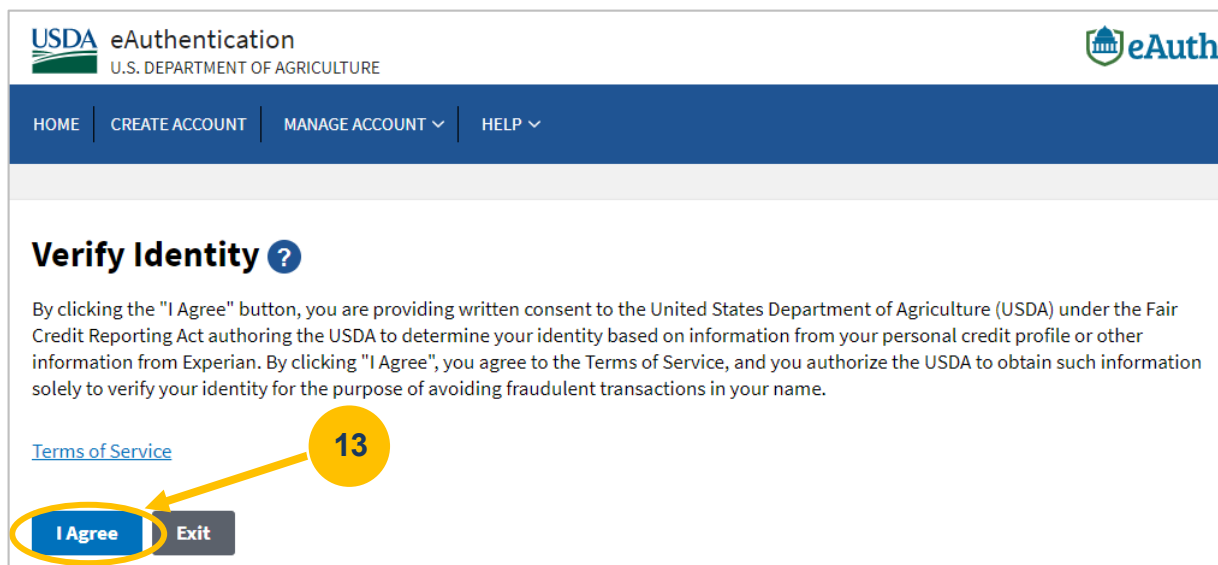 USDA eAuthentication
U.S. DEPARTMENT OF AGRICULTURE
eAuth
HOME CREATE ACCOUNT MANAGE ACCOUNT HELP
Verify Identity ?
By clicking the "I Agree" button, you are providing written consent to the United States Department of Agriculture (USDA) under the Fair
Credit Reporting Act authoring the USDA to determine your identity based on information from your personal credit profile or other
information from Experian. By clicking "I Agree", you agree to the Terms of Service, and you authorize the USDA to obtain such information
solely to verify your identity for the purpose of avoiding fraudulent transactions in your name.
Terms of Service
13
I Agree Exit